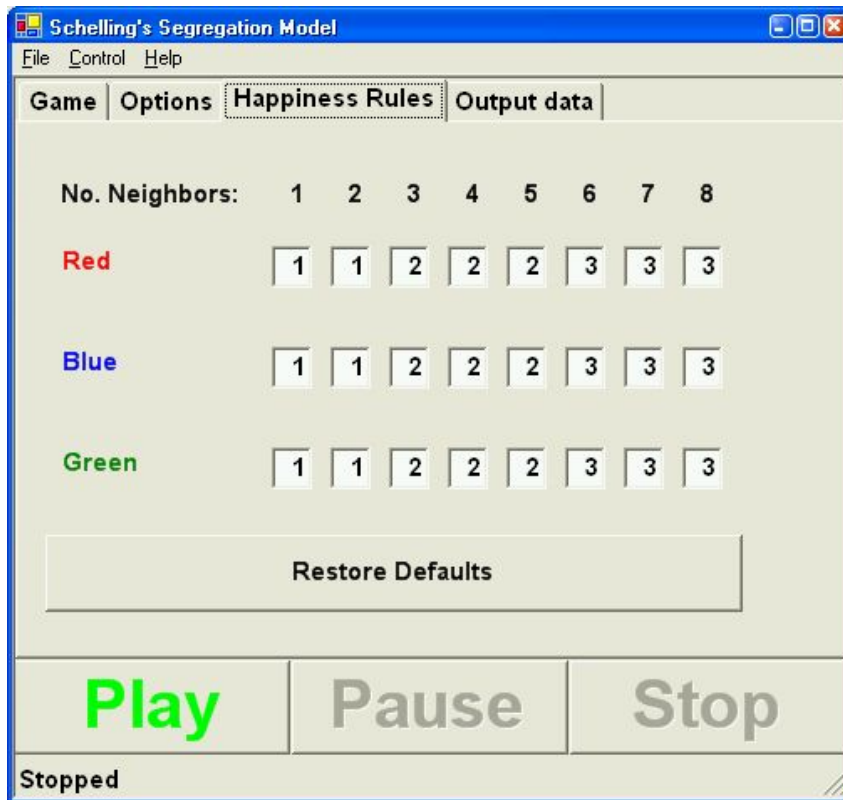 Schelling's Segregation Model
File Control Help
Game Options Happiness Rules Output data
No. Neighbors: 1 2 3 4 5 6 7 8
Red 1 1 2 2 2 3 3 3
Blue 1 1 2 2 2 3 3 3
Green 1 1 2 2 2 3 3 3
Restore Defaults
Play Pause Stop
Stopped